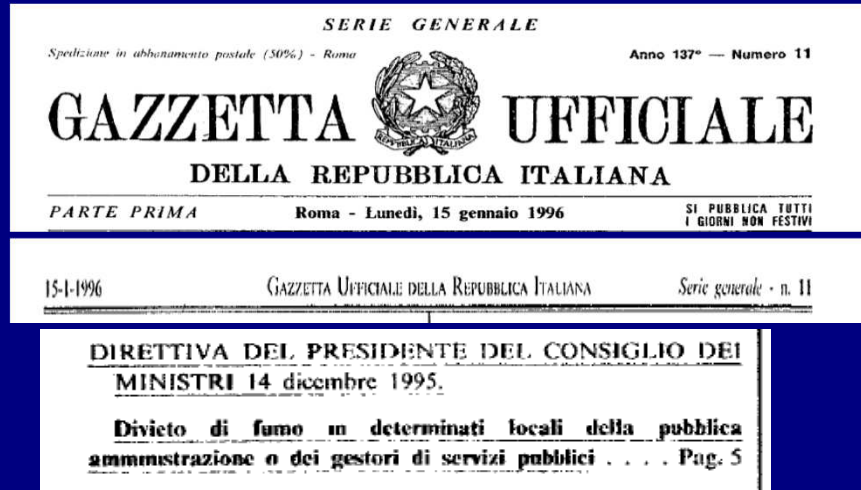 SERIE GENERALE
Spedizione in abbonamento postale (50%) - Roma
Anno 137° — Numero 11
GAZZETTA UFFICIALE
REPVBBLICA ITALIANA
DELLA REPUBBLICA ITALIANA
PARTE PRIMA
Roma - Lunedì, 15 gennaio 1996
SI PUBBLICA TUTTI
I GIORNI NON FESTIVI
15-1-1996 GAZZETTA UFFICIALE DELLA REPUBBLICA ITALIANA Serie generale - n. 11
DIRETTIVA DEL PRESIDENTE DEL CONSIGLIO DEI
MINISTRI 14 dicembre 1995.
Divieto di fumo in determinati locali della pubblica
amministrazione o dei gestori di servizi pubblici . . . . Pag. 5